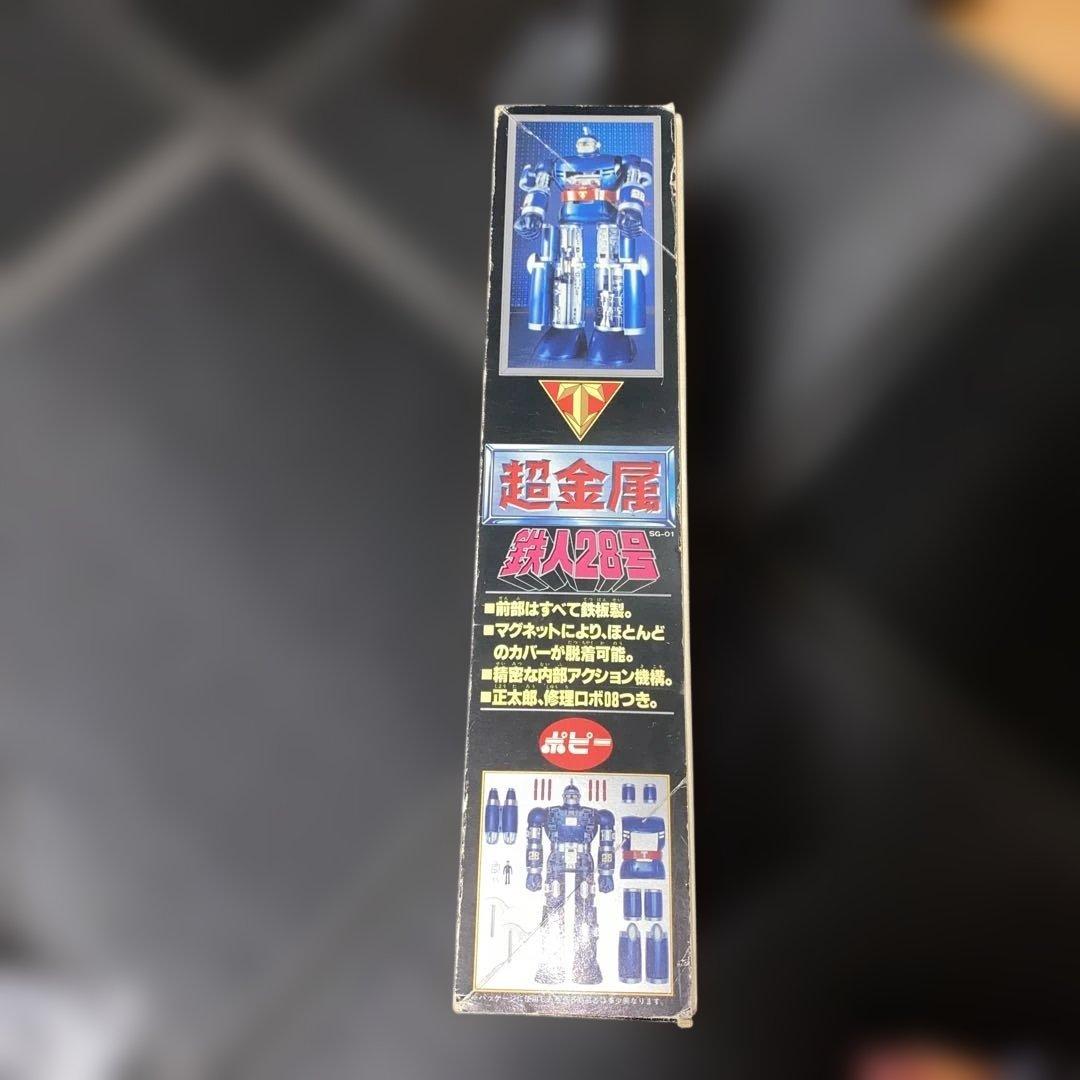 T
超金属
SG-01
鉄人28号
■前部はすべて鉄板製。
■マグネットにより、ほとんど
のカバーが脱着可能。
■精密な内部アクション機構。
■正太郎、修理ロボ08つき。
ポピー
28